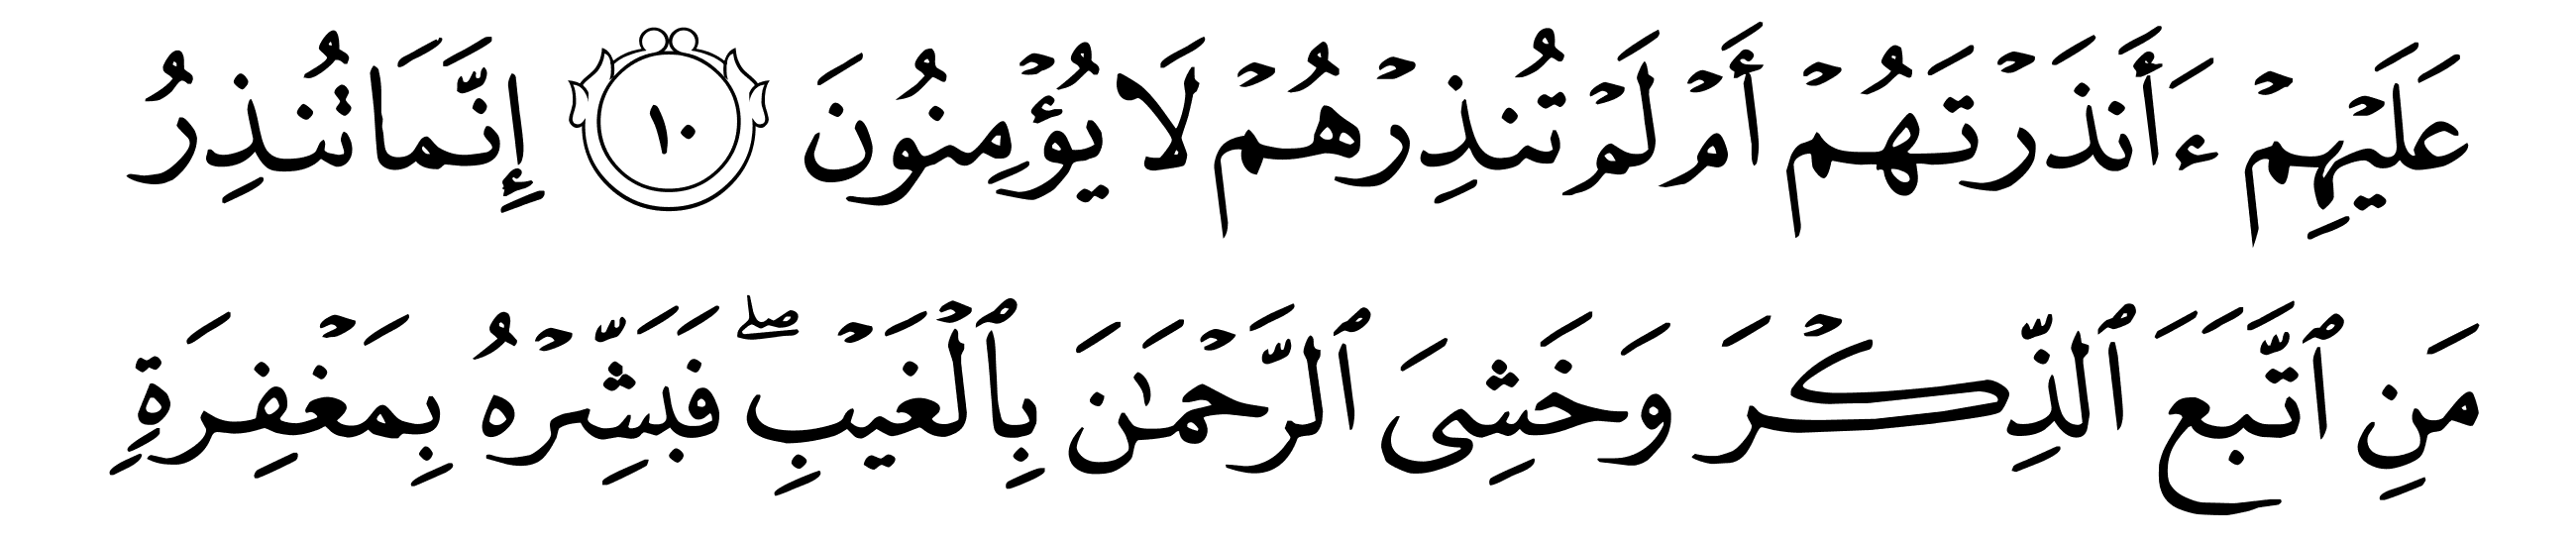 عَلَيْهِمْ ءَأَنذَرْتَهُمْ أَمْ لَمْ تُنذِرْهُمْ لَا يُؤْمِنُونَ ١٠ إِنَّمَا تُنذِرُ
مَنِ ٱتَّبَعَ ٱلذِّكْرَ وَخَشِىَ ٱلرَّحْمَٰنَ بِٱلْغَيْبِ ۖ فَبَشِّرْهُ بِمَغْفِرَةٍ